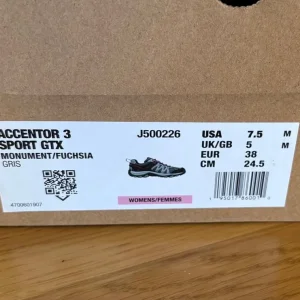 ACCENTOR 3
SPORT GTX
MONUMENT/FUCHSIA
GRIS
4700601907
J500226
WOMENS/FEMMES
USA 7.5 M
UK/GB 5 M
EUR 38
CM 24.5